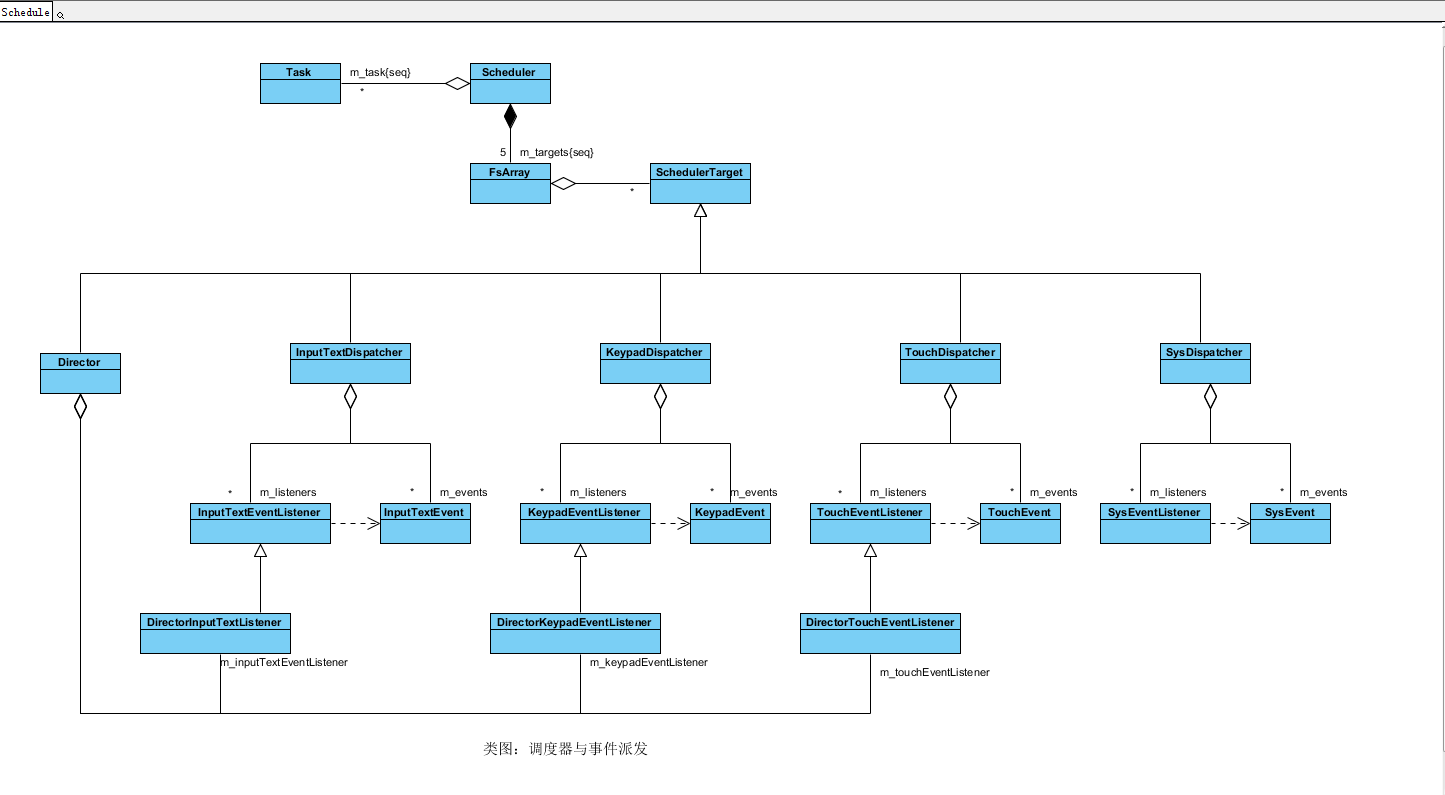 Schedule
Task
m_task{seq}
*
Scheduler
5
m_targets{seq}
FsArray
*
SchedulerTarget
Director
InputTextDispatcher
KeypadDispatcher
TouchDispatcher
SysDispatcher
*
m_listeners
*
m_events
*
m_listeners
*
m_events
*
m_listeners
*
m_events
*
m_listeners
*
m_events
InputTextEventListener
InputTextEvent
KeypadEventListener
KeypadEvent
TouchEventListener
TouchEvent
SysEventListener
SysEvent
DirectorInputTextListener
DirectorKeypadEventListener
DirectorTouchEventListener
m_inputTextEventListener
m_keypadEventListener
m_touchEventListener
类图：调度器与事件派发